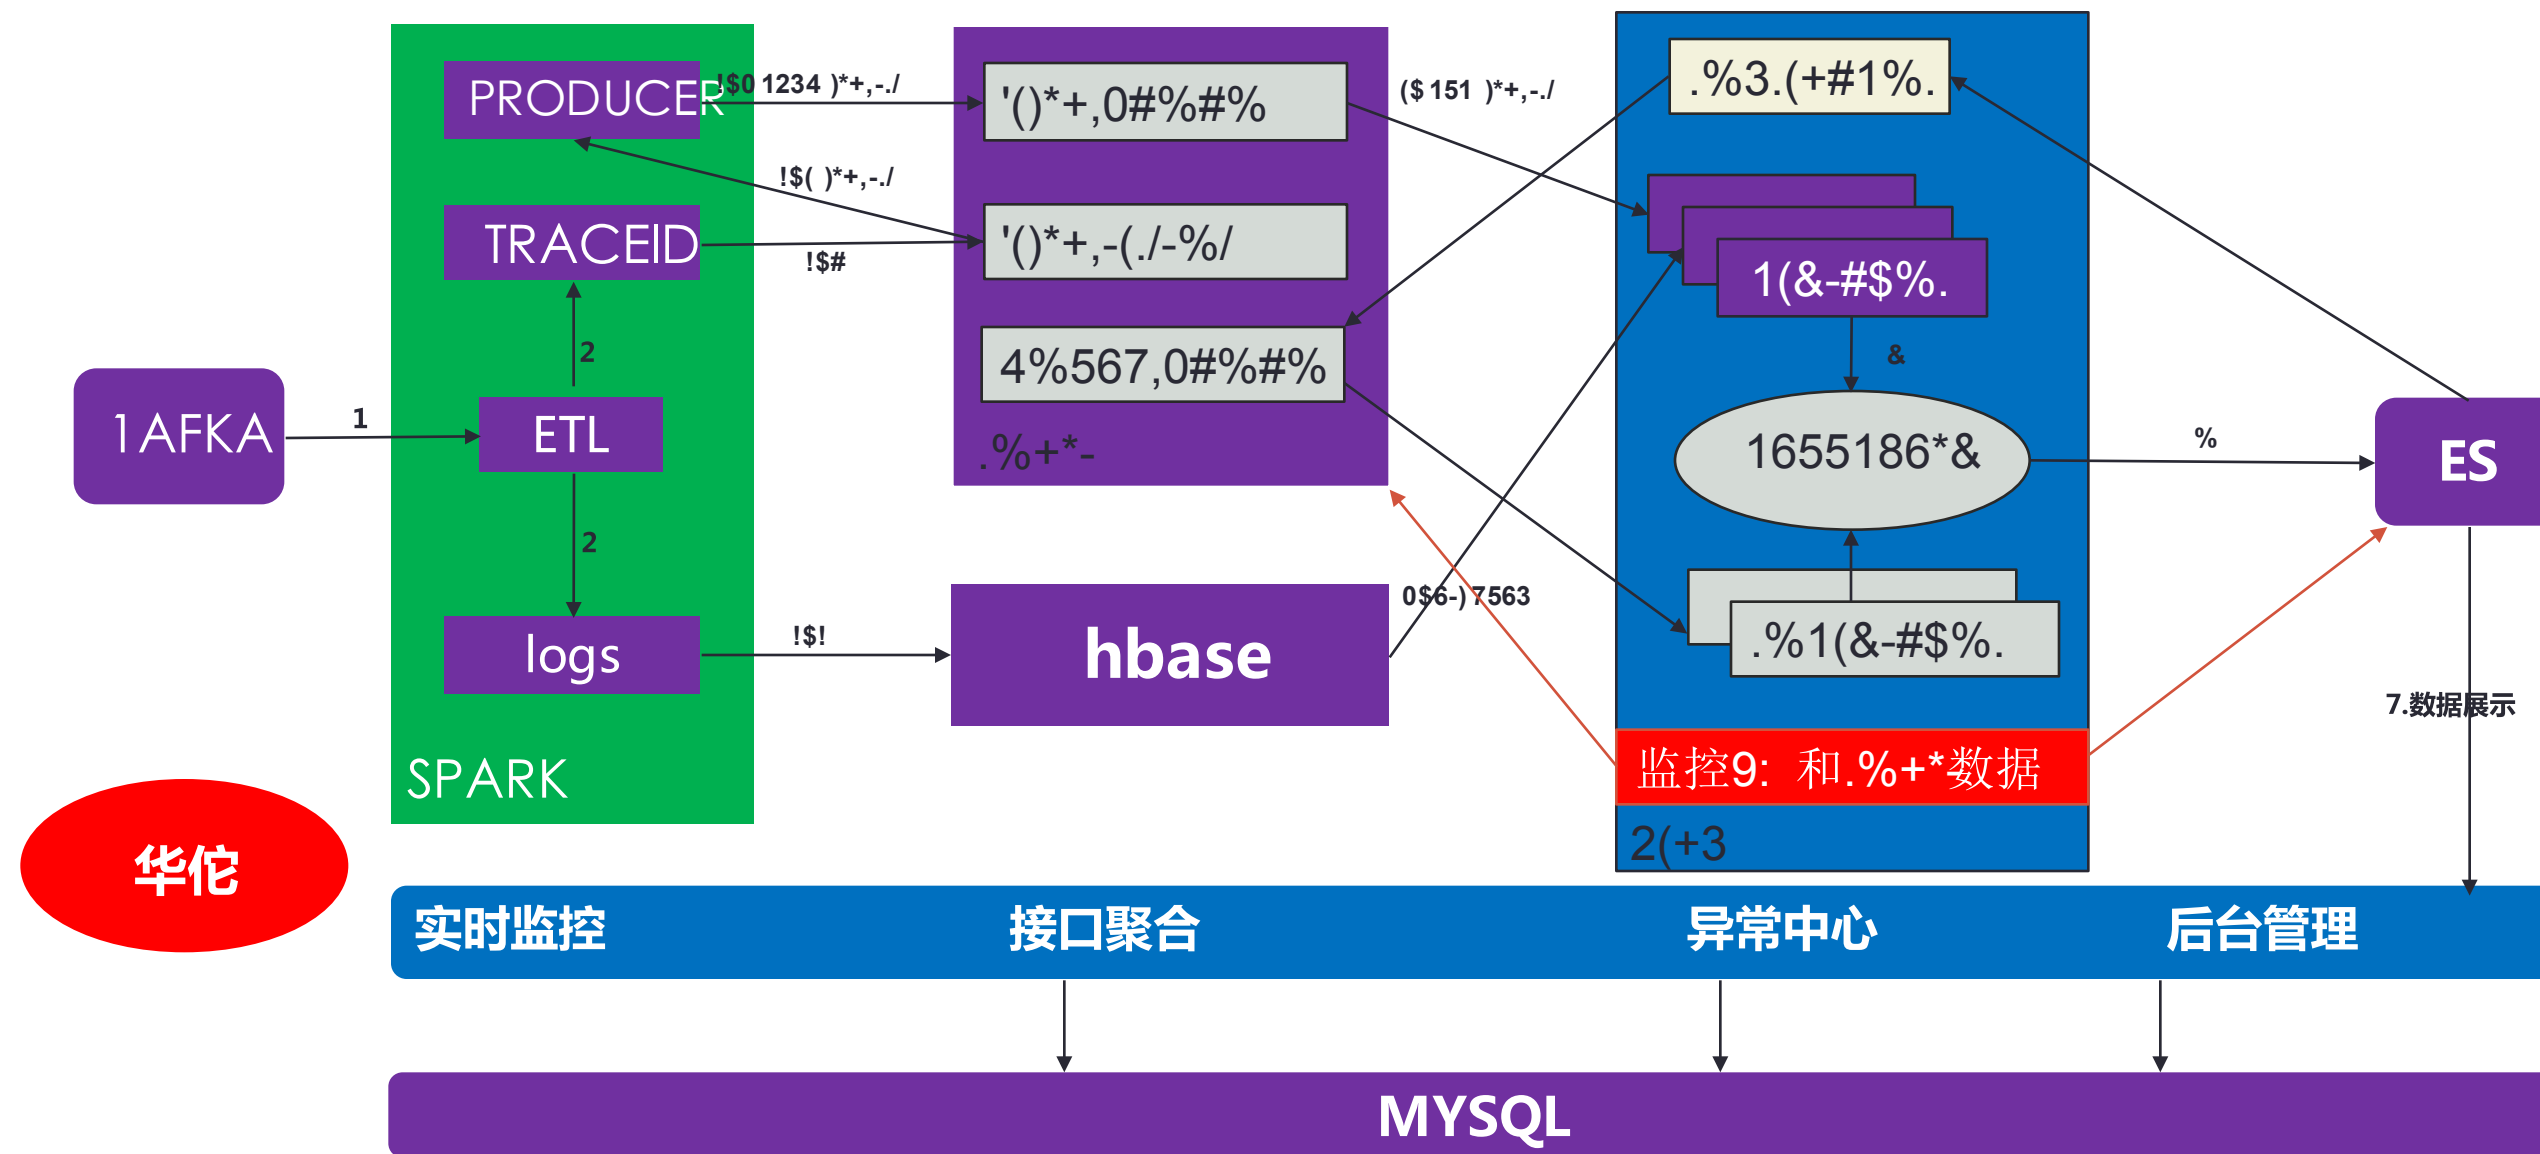 PRODUCER
!$0 1234 )*+,-./
'()*+,0#%#%
($ 151 )*+,-./
.%3.(+#1%.
!$( )*+,-./
TRACEID
!$#
'()*+,-(./-%/
1(&-#$%.
2
4%567,0#%#%
&
1AFKA
1
ETL
.%+*-
1655186*&
%
ES
2
logs
!$!
hbase
0$6-) 7563
.%1(&-#$%.
7.数据展示
SPARK
监控9: 和.%+*数据
2(+3
华佗
实时监控
接口聚合
异常中心
后台管理
MYSQL